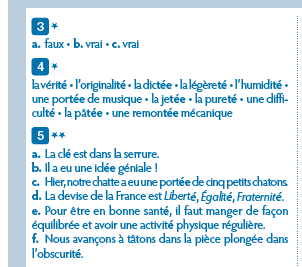 3 *
a. faux • b. vrai • c. vrai
4 *
la vérité • l'originalité • la dictée • la légèreté • l'humidité •
une portée de musique • la jetée • la pureté • une diffi-
culté • la pâtée • une remontée mécanique
5 **
a. La clé est dans la serrure.
b. Il a eu une idée géniale !
c. Hier, notre chatte a eu une portée de cinq petits chatons.
d. La devise de la France est Liberté, Égalité, Fraternité.
e. Pour être en bonne santé, il faut manger de façon
équilibrée et avoir une activité physique régulière.
f. Nous avançons à tâtons dans la pièce plongée dans
l'obscurité.